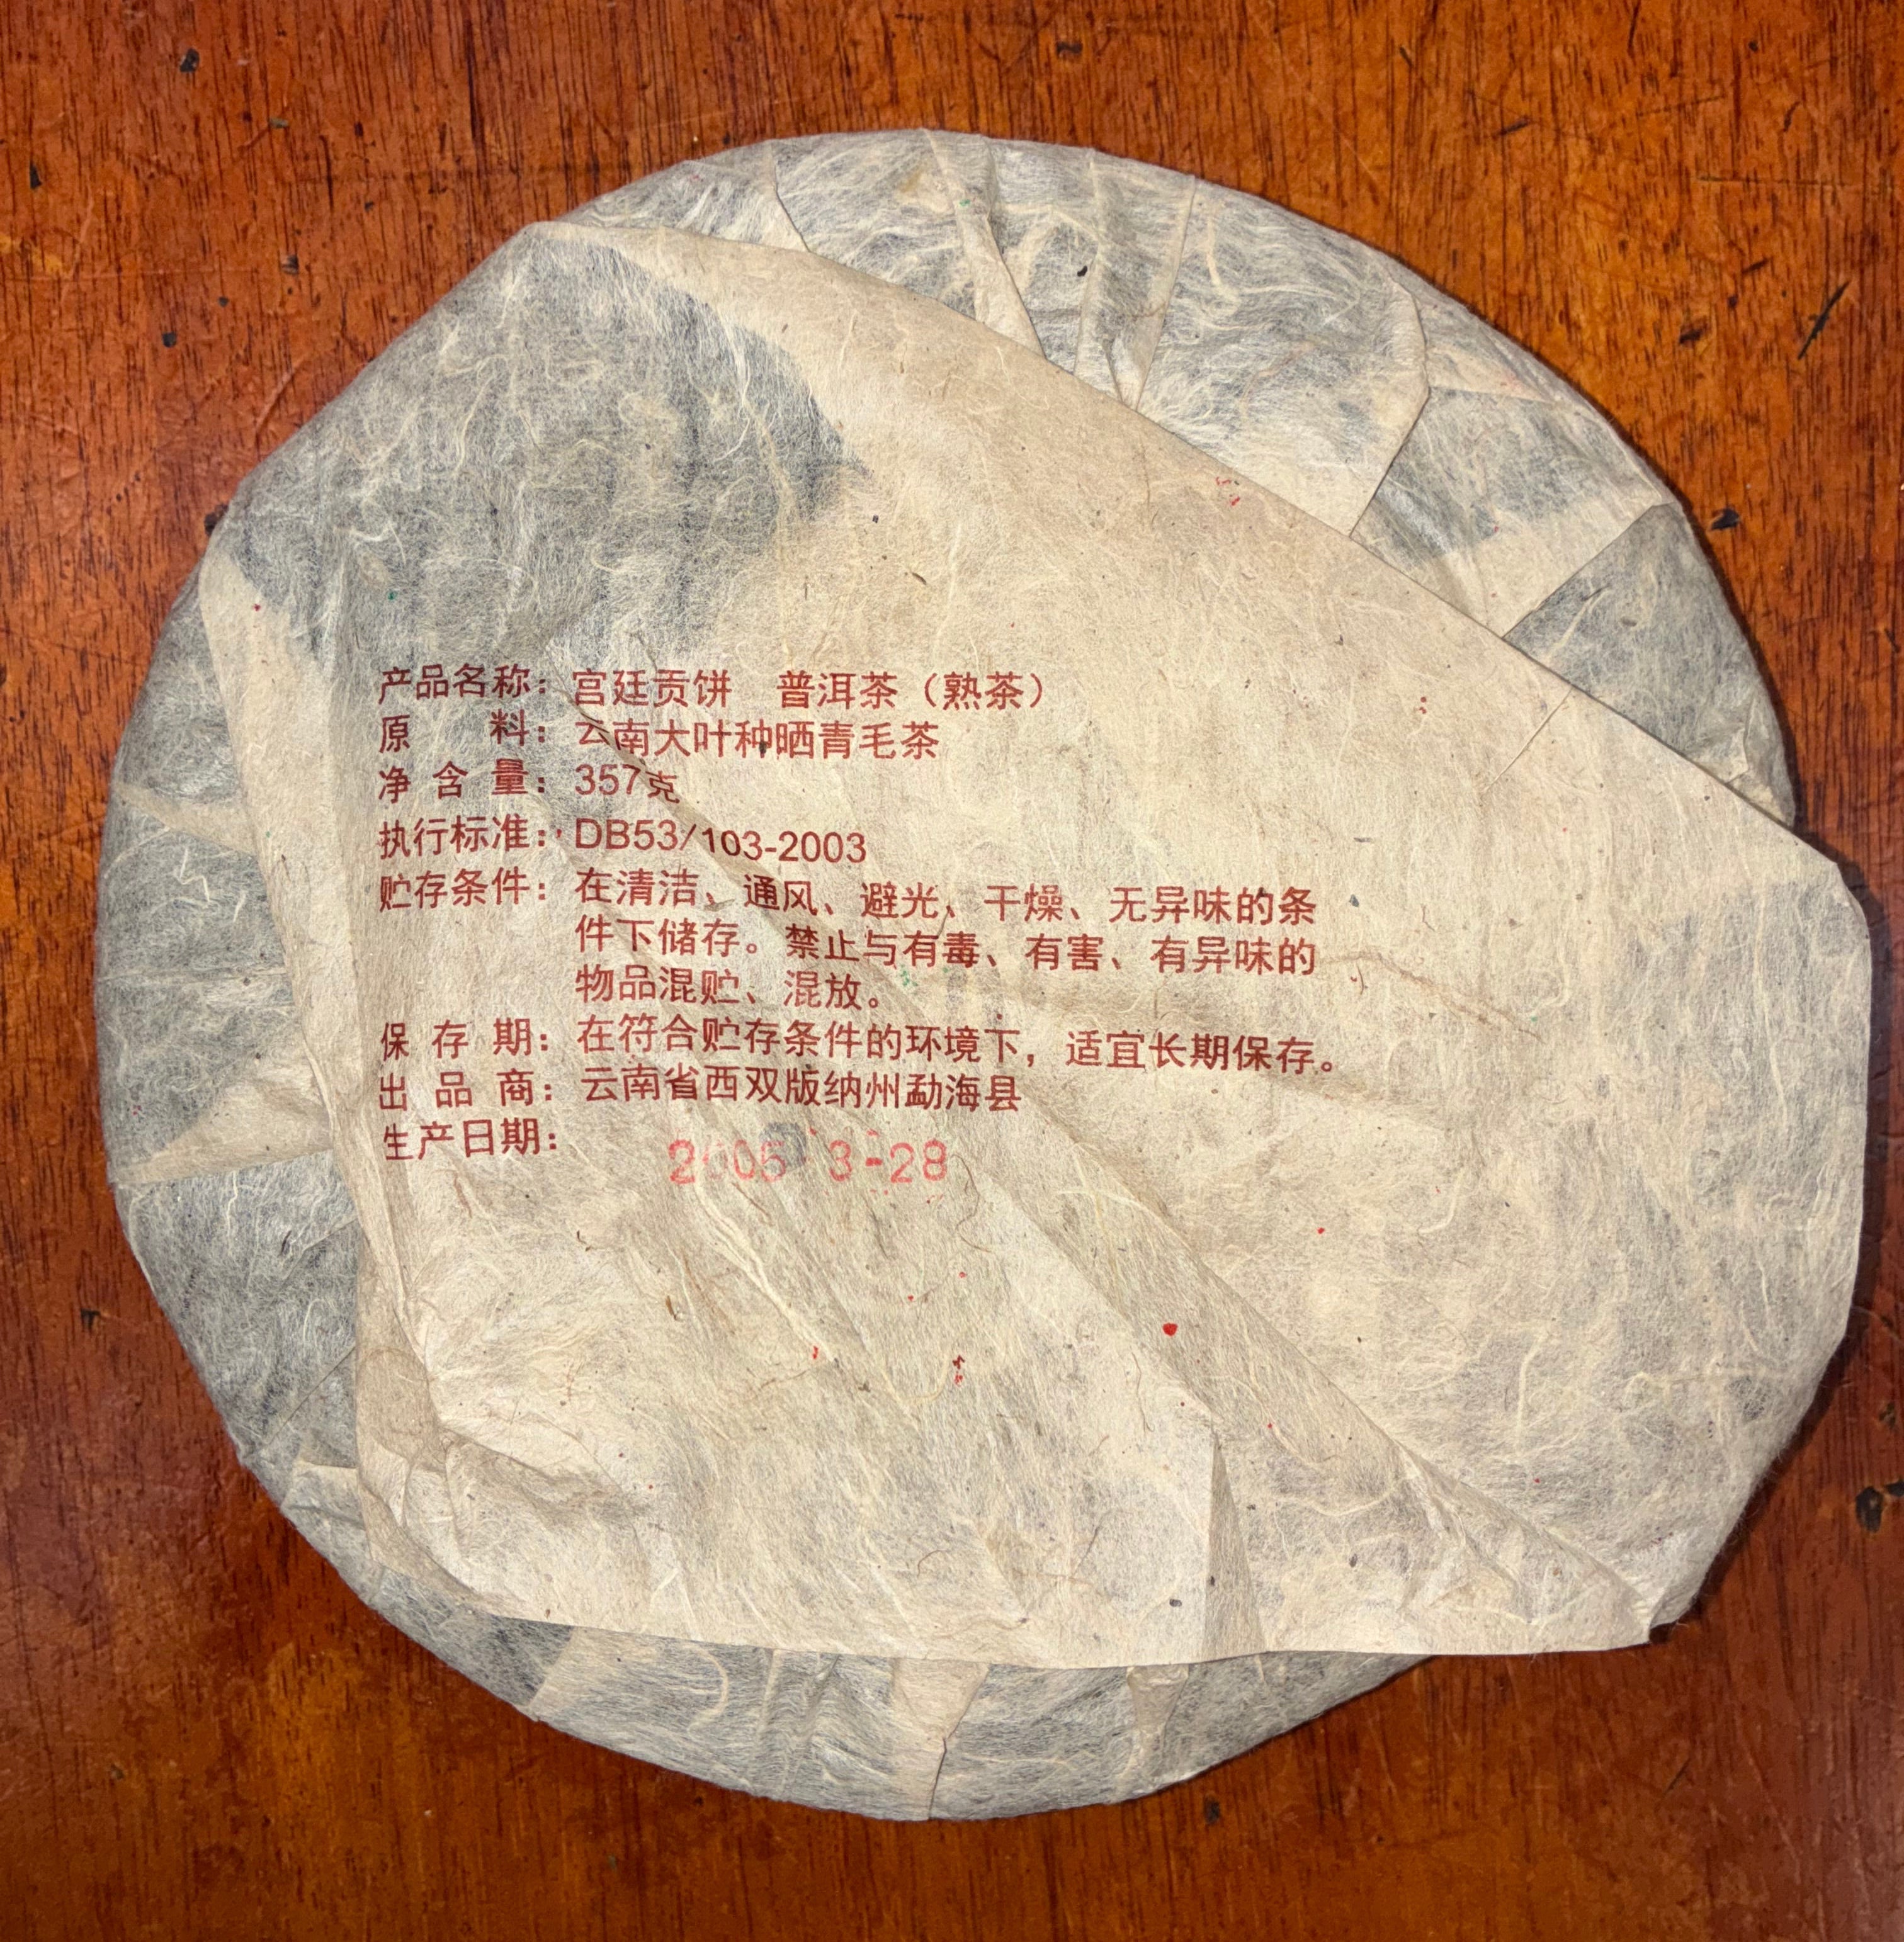 产品名称：宫廷贡饼 普洱茶（熟茶）
原 料：云南大叶种晒青毛茶
净含量：357克
执行标准：DB53/103-2003
贮存条件：在清洁、通风、避光、干燥、无异味的条
件下储存。禁止与有毒、有害、有异味的
物品混贮、混放。
保存期：在符合贮存条件的环境下，适宜长期保存。
出品商：云南省西双版纳州勐海县
生产日期：
2005 3-28